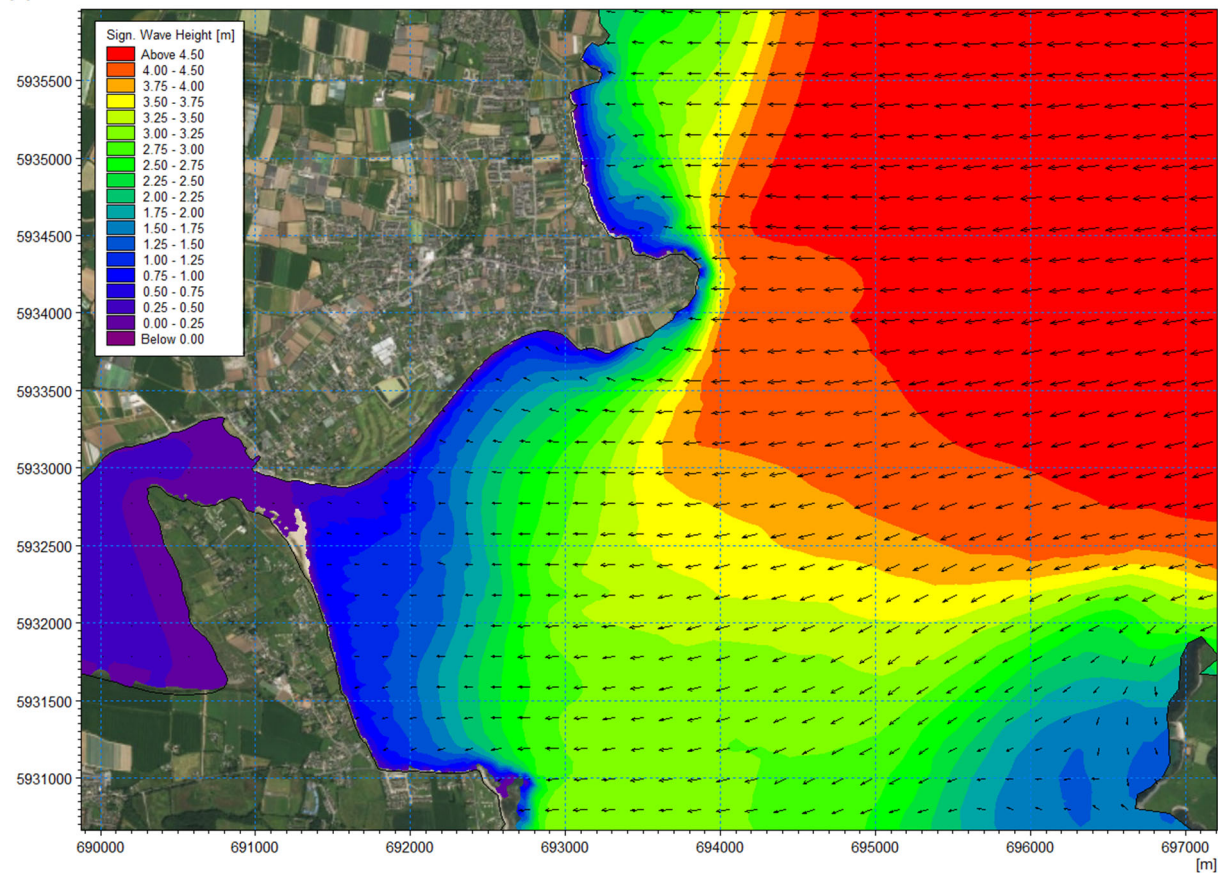 Sign. Wave Height [m]
Above 4.50
4.00 - 4.50
3.75 - 4.00
3.50 - 3.75
3.25 - 3.50
3.00 - 3.25
2.75 - 3.00
2.50 - 2.75
2.25 - 2.50
2.00 - 2.25
1.75 - 2.00
1.50 - 1.75
1.25 - 1.50
1.00 - 1.25
0.75 - 1.00
0.50 - 0.75
0.25 - 0.50
0.00 - 0.25
Below 0.00
5935500
5935000
5934500
5934000
5933500
5933000
5932500
5932000
5931500
5931000
690000 691000 692000 693000 694000 695000 696000 697000
[m]